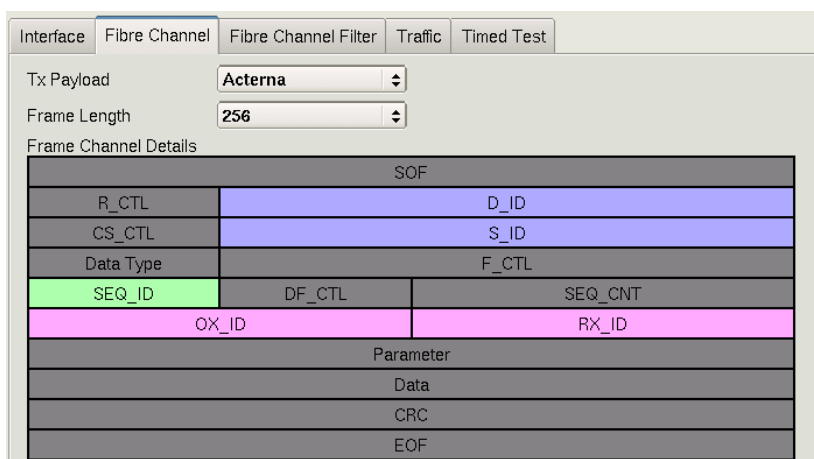 Interface Fibre Channel Fibre Channel Filter Traffic Timed Test
Tx Payload Acterna
Frame Length 256
Frame Channel Details
SOF
R_CTL D_ID
CS_CTL S_ID
Data Type F_CTL
SEQ_ID DF_CTL SEQ_CNT
OX_ID RX_ID
Parameter
Data
CRC
EOF